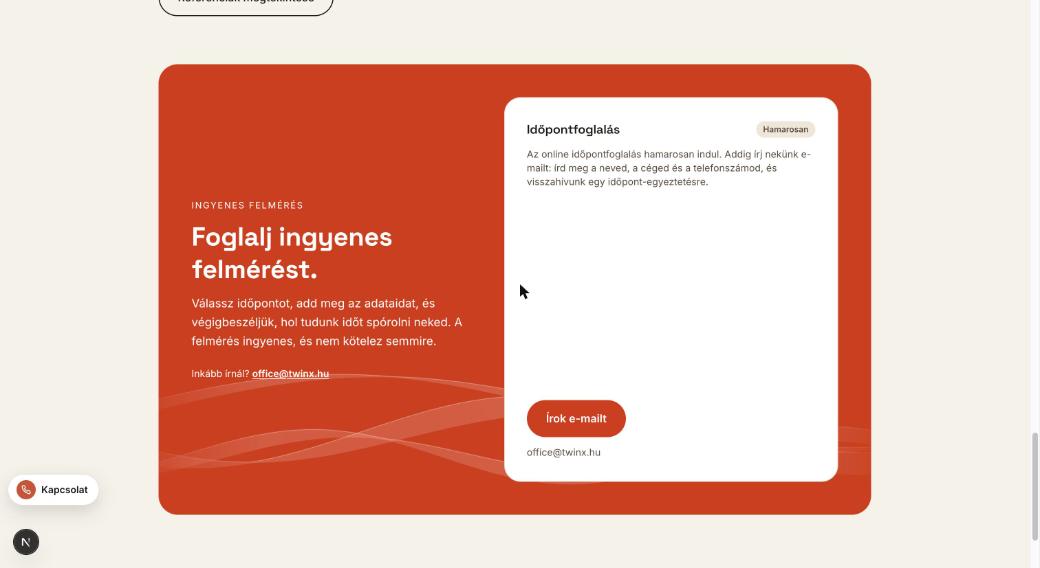 INGYENES FELMÉRÉS
Foglalj ingyenes
felmérést.
Válassz időpontot, add meg az adataidat, és
végigbeszéljük, hol tudunk időt spórolni neked. A
felmérés ingyenes, és nem kötelez semmire.
Inkább írnál? office@twinx.hu
Időpontfoglalás
Hamarosan
Az online időpontfoglalás hamarosan indul. Addig írj nekünk e-
mailt: írd meg a neved, a céged és a telefonszámod, és
visszahívunk egy időpont-egyeztetésre.
Írok e-mailt
office@twinx.hu
Kapcsolat
N